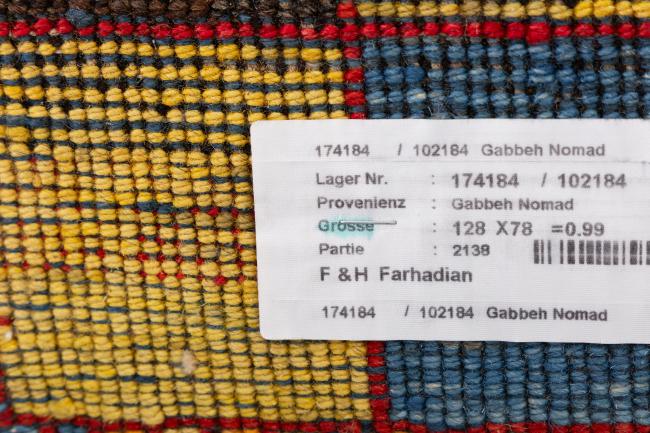 174184 / 102184 Gabbeh Nomad
Lager Nr. : 174184 / 102184
Provenienz : Gabbeh Nomad
Grösse : 128 X78 =0.99
Partie : 2138
F & H Farhadian
174184 / 102184 Gabbeh Nomad